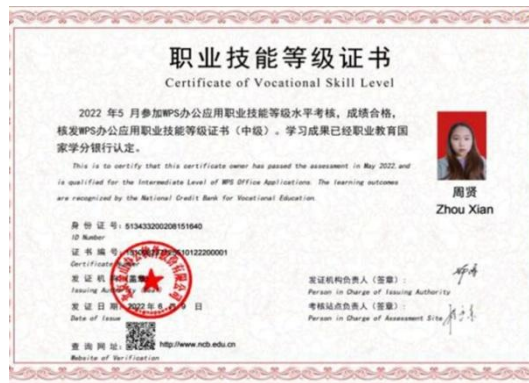 职业技能等级证书
Certificate of Vocational Skill Level
2022 年5 月参加WPS办公应用职业技能等级水平考核，成绩合格，
核发WPS办公应用职业技能等级证书（中级）。学习成果已经职业教育国
家学分银行认定。
This is to certify that this certificate owner has passed the assessment in May 2022 and
is qualified for the Intermediate Level of WPS Office Applications. The learning outcomes
are recognized by the National Credit Bank for Vocational Education.
周贤
Zhou Xian
身 份 证 号：513433200208151640
ID Number
证 书 编 号：
Certificate
发 证 机 构（盖章）
Issuing
发 证 日 期：2022 年 6 月 9 日
Date of Issue
查 询 网 址： http://www.ncb.edu.cn
Website of Verification
发证机构负责人（签章）：
Person in Charge of Issuing Authority
考核站点负责人（签章）：
Person in Charge of Assessment Site